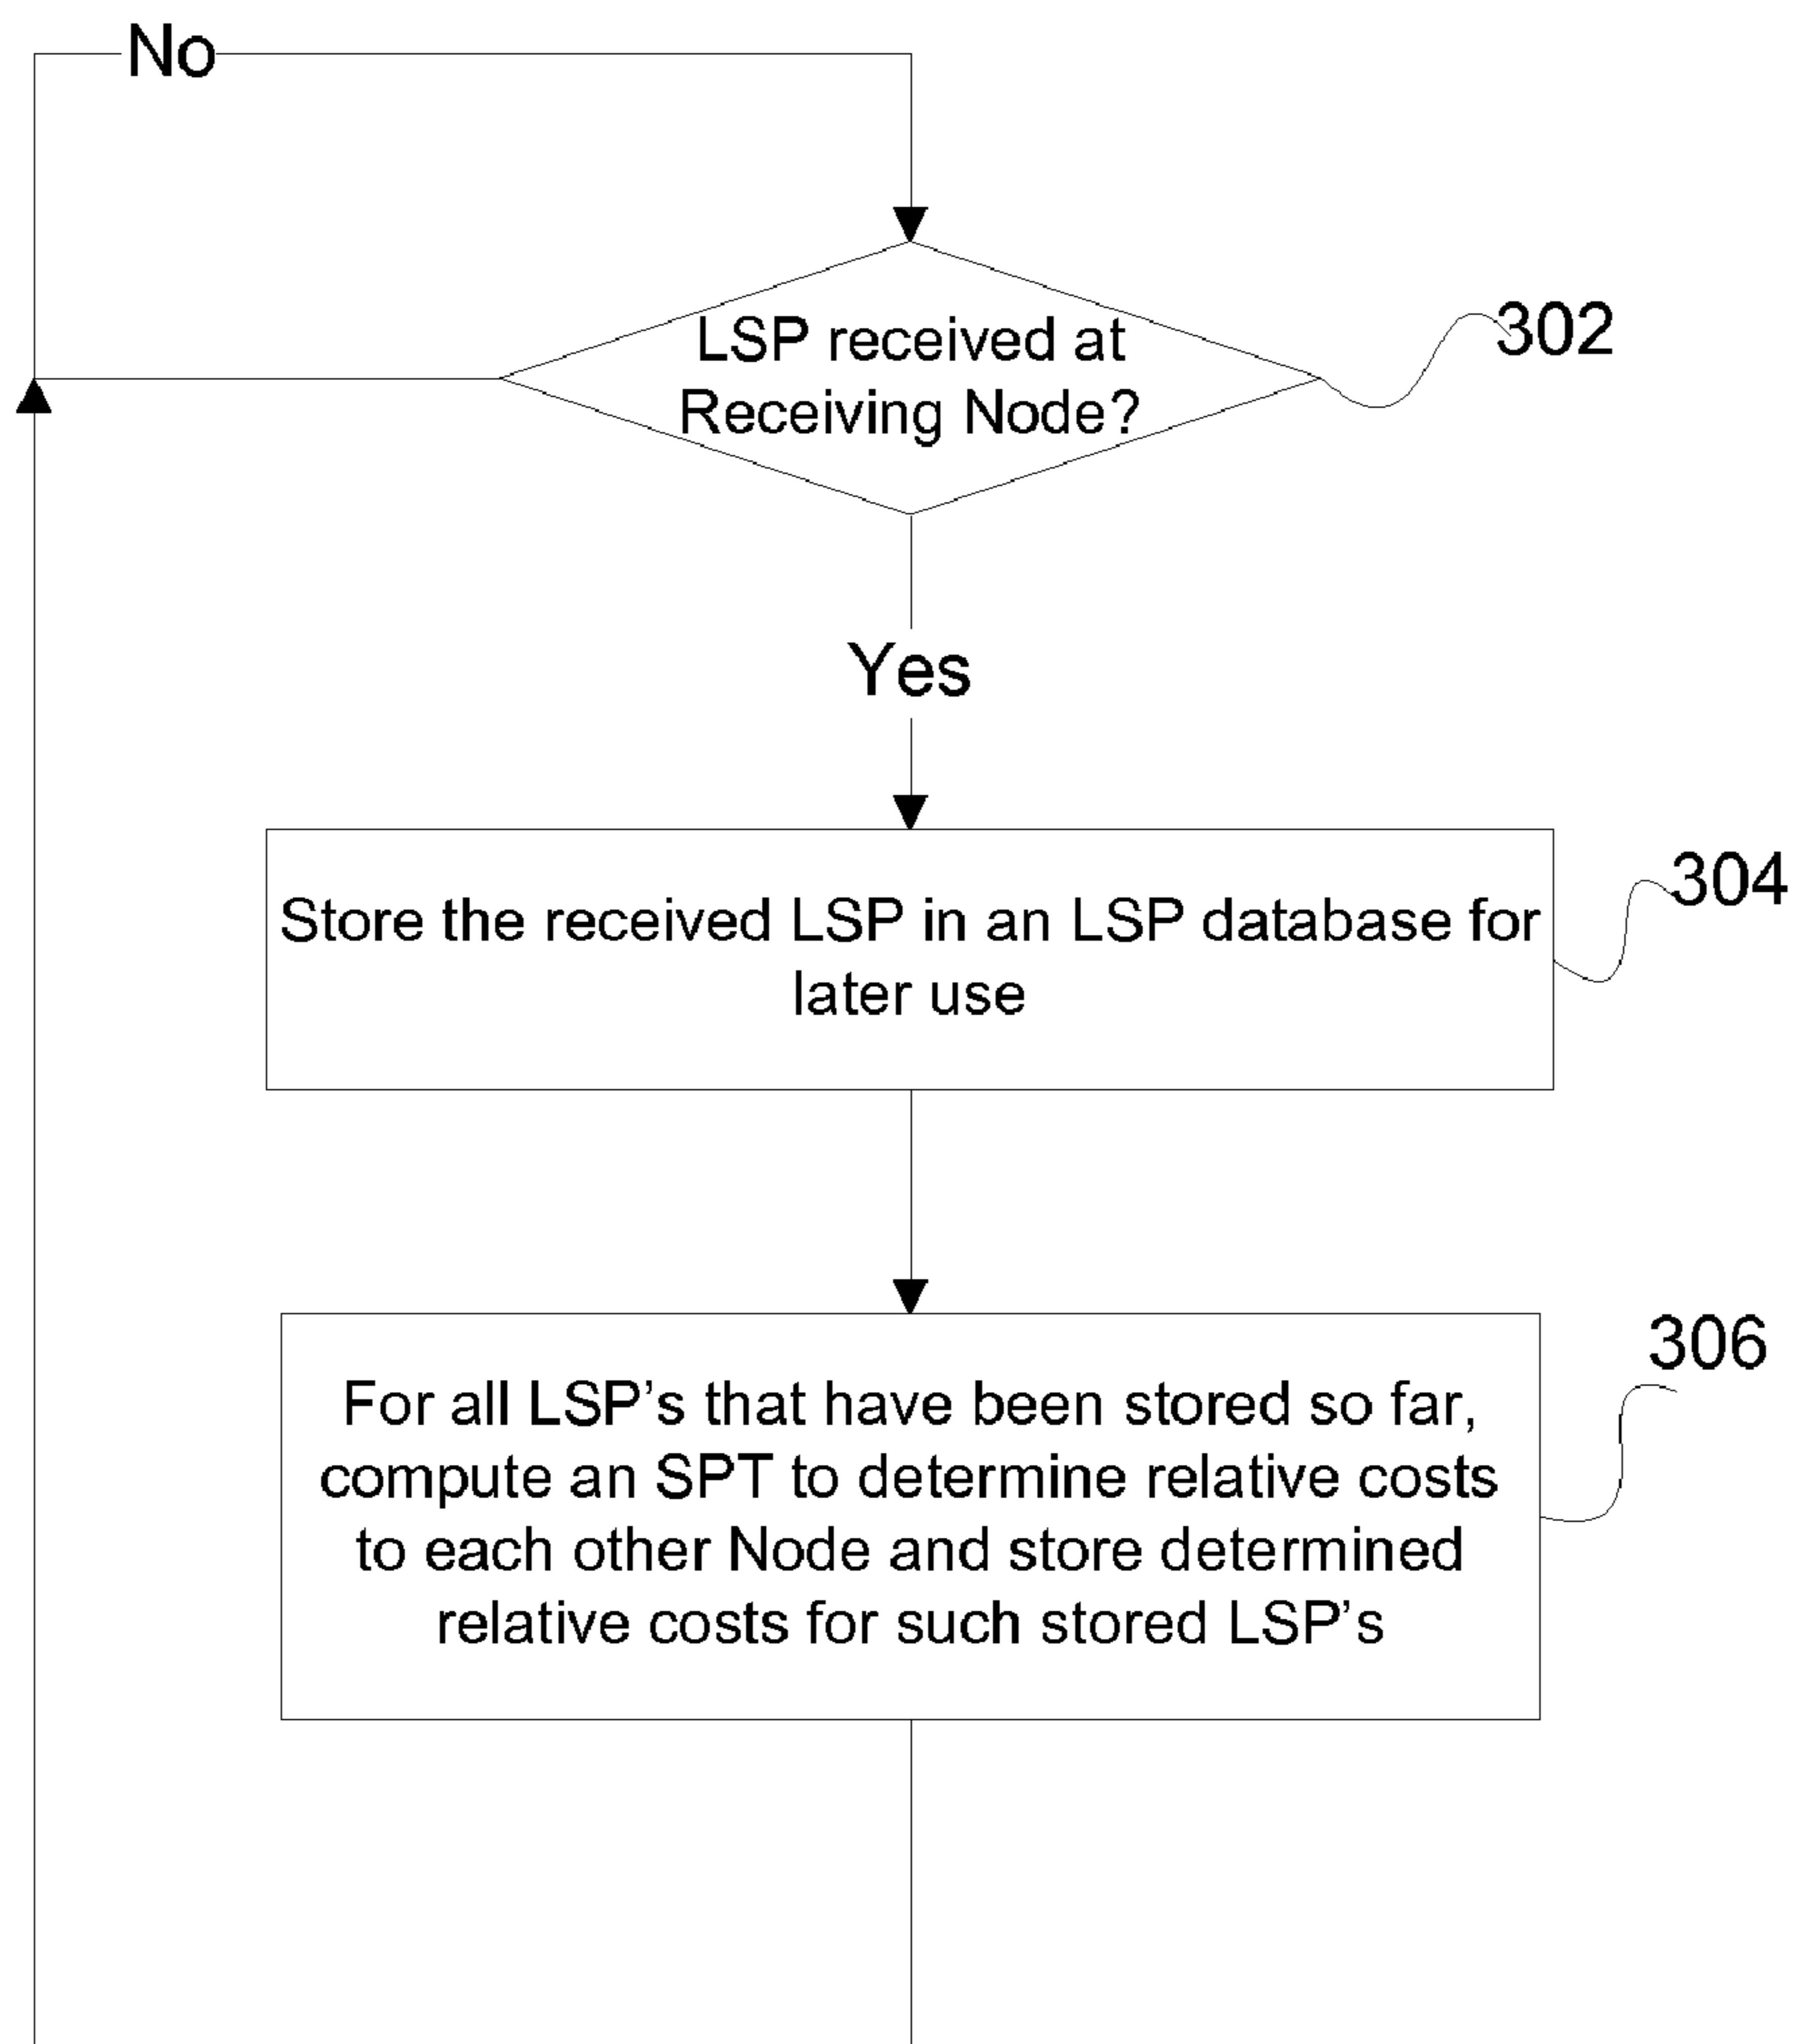 No
LSP received at
Receiving Node?
302
Yes
Store the received LSP in an LSP database for
later use
304
For all LSP's that have been stored so far,
compute an SPT to determine relative costs
to each other Node and store determined
relative costs for such stored LSP's
306